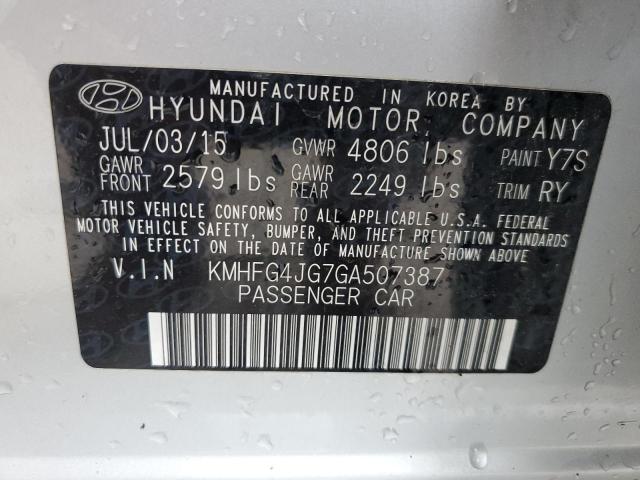 MANUFACTURED IN KOREA BY
HYUNDAI MOTOR COMPANY
JUL/03/15 GVWR 4806 lbs PAINT Y7S
GAWR FRONT 2579 lbs GAWR REAR 2249 lbs TRIM RY
THIS VEHICLE CONFORMS TO ALL APPLICABLE U.S.A. FEDERAL
MOTOR VEHICLE SAFETY, BUMPER, AND THEFT PREVENTION STANDARDS
IN EFFECT ON THE DATE OF MANUFACTURE SHOWN ABOVE
V.I.N KMHFG4JG7GA507387
PASSENGER CAR